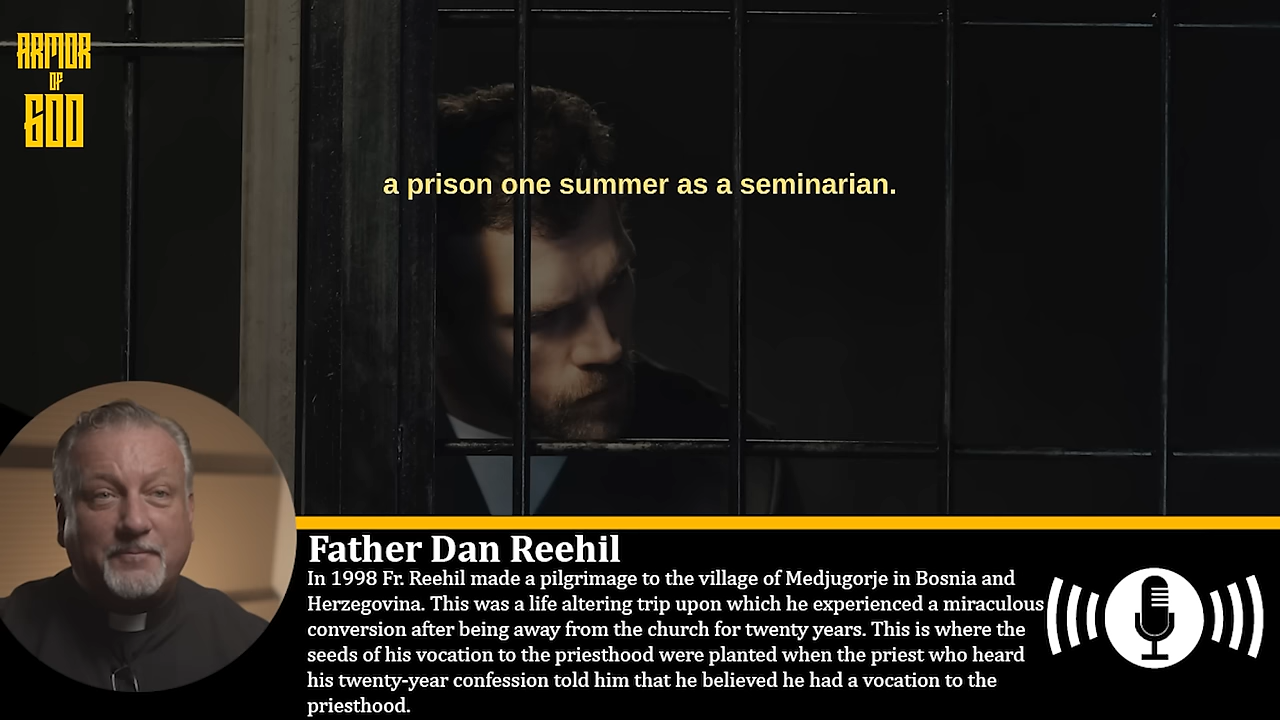 ARMOR
OF
GOD
a prison one summer as a seminarian.
Father Dan Reehil
In 1998 Fr. Reehil made a pilgrimage to the village of Medjugorje in Bosnia and
Herzegovina. This was a life altering trip upon which he experienced a miraculous
conversion after being away from the church for twenty years. This is where the
seeds of his vocation to the priesthood were planted when the priest who heard
his twenty-year confession told him that he believed he had a vocation to the
priesthood.